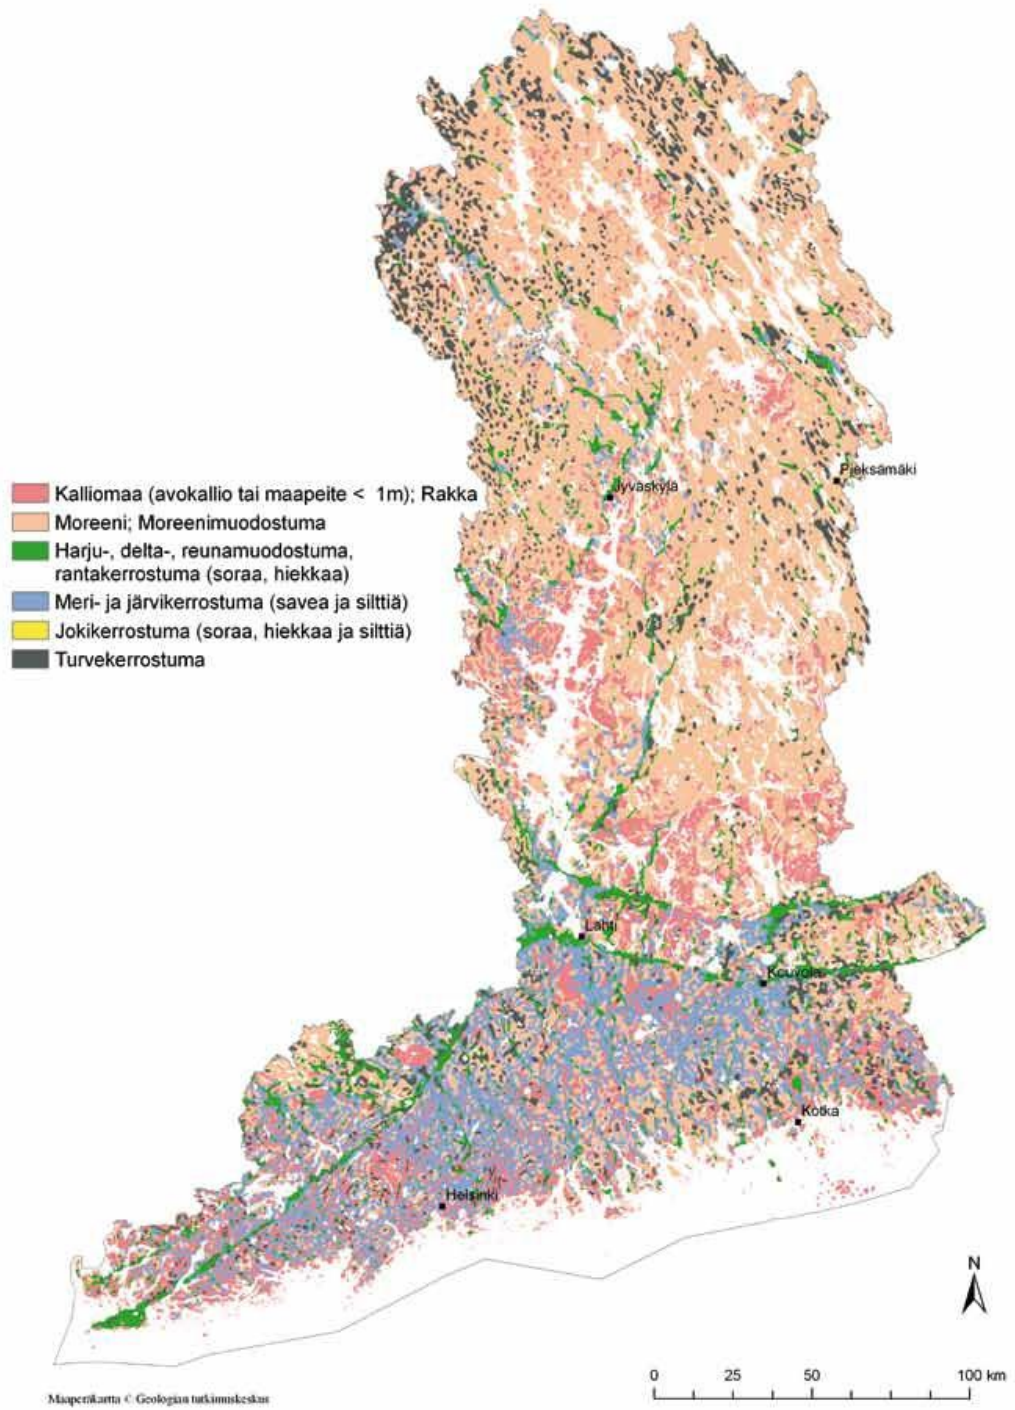 Pieksämäki
Jyväskylä
Kalliomaa (avokallio tai maapeite < 1m); Rakka
Moreeni; Moreenimuodostuma
Harju-, delta-, reunamuodostuma,
rantakerrostuma (soraa, hiekkaa)
Meri- ja järvikerrostuma (savea ja silttiä)
Jokikerrostuma (soraa, hiekkaa ja silttiä)
Turvekerrostuma
Lahti
Kouvola
Kotka
Helsinki
N
0 25 50 100 km
Maaperäkartta © Geologian tutkimuskeskus